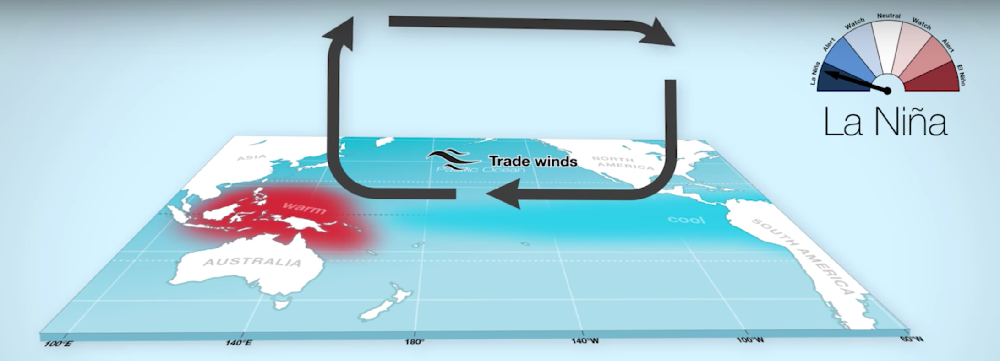 Neutral
Watch
Watch
Alert
Alert
La Niña
El Niño
La Niña
ASIA
Trade winds
Pacific Ocean
NORTH
AMERICA
warm
cool
SOUTH AMERICA
AUSTRALIA
100°E
140°E
180°
140°W
100°W
60°W